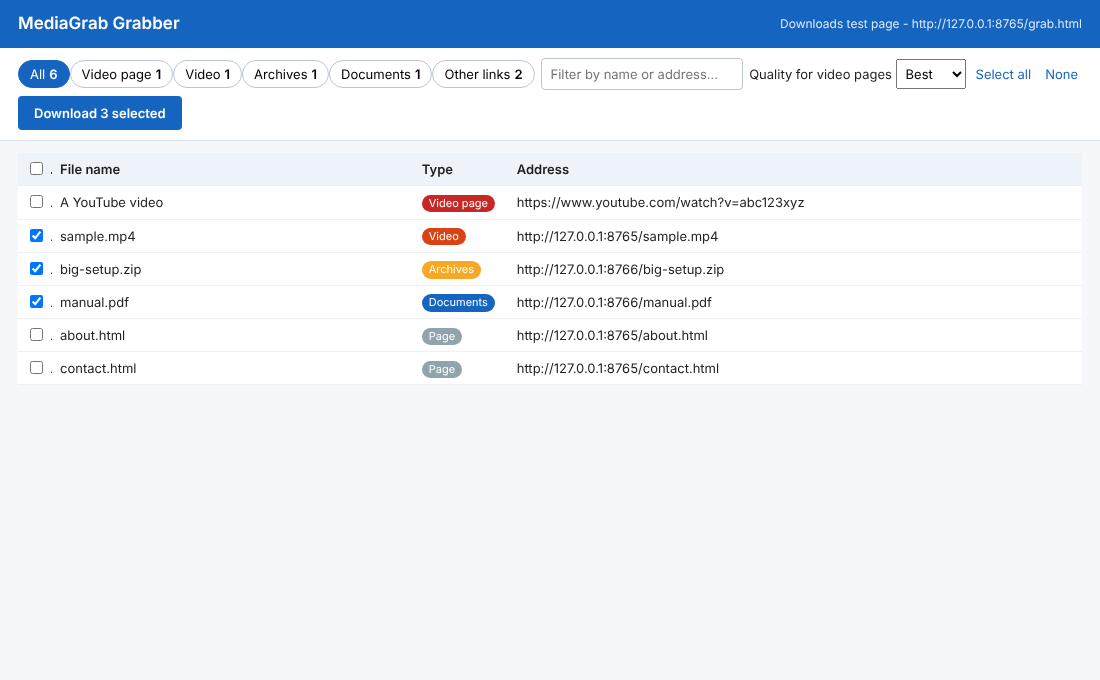 MediaGrab Grabber
Downloads test page - http://127.0.0.1:8765/grab.html
All 6 Video page 1 Video 1 Archives 1 Documents 1 Other links 2 Filter by name or address... Quality for video pages Best Select all None
Download 3 selected
. File name Type Address
. A YouTube video Video page https://www.youtube.com/watch?v=abc123xyz
. sample.mp4 Video http://127.0.0.1:8765/sample.mp4
. big-setup.zip Archives http://127.0.0.1:8766/big-setup.zip
. manual.pdf Documents http://127.0.0.1:8766/manual.pdf
. about.html Page http://127.0.0.1:8765/about.html
. contact.html Page http://127.0.0.1:8765/contact.html